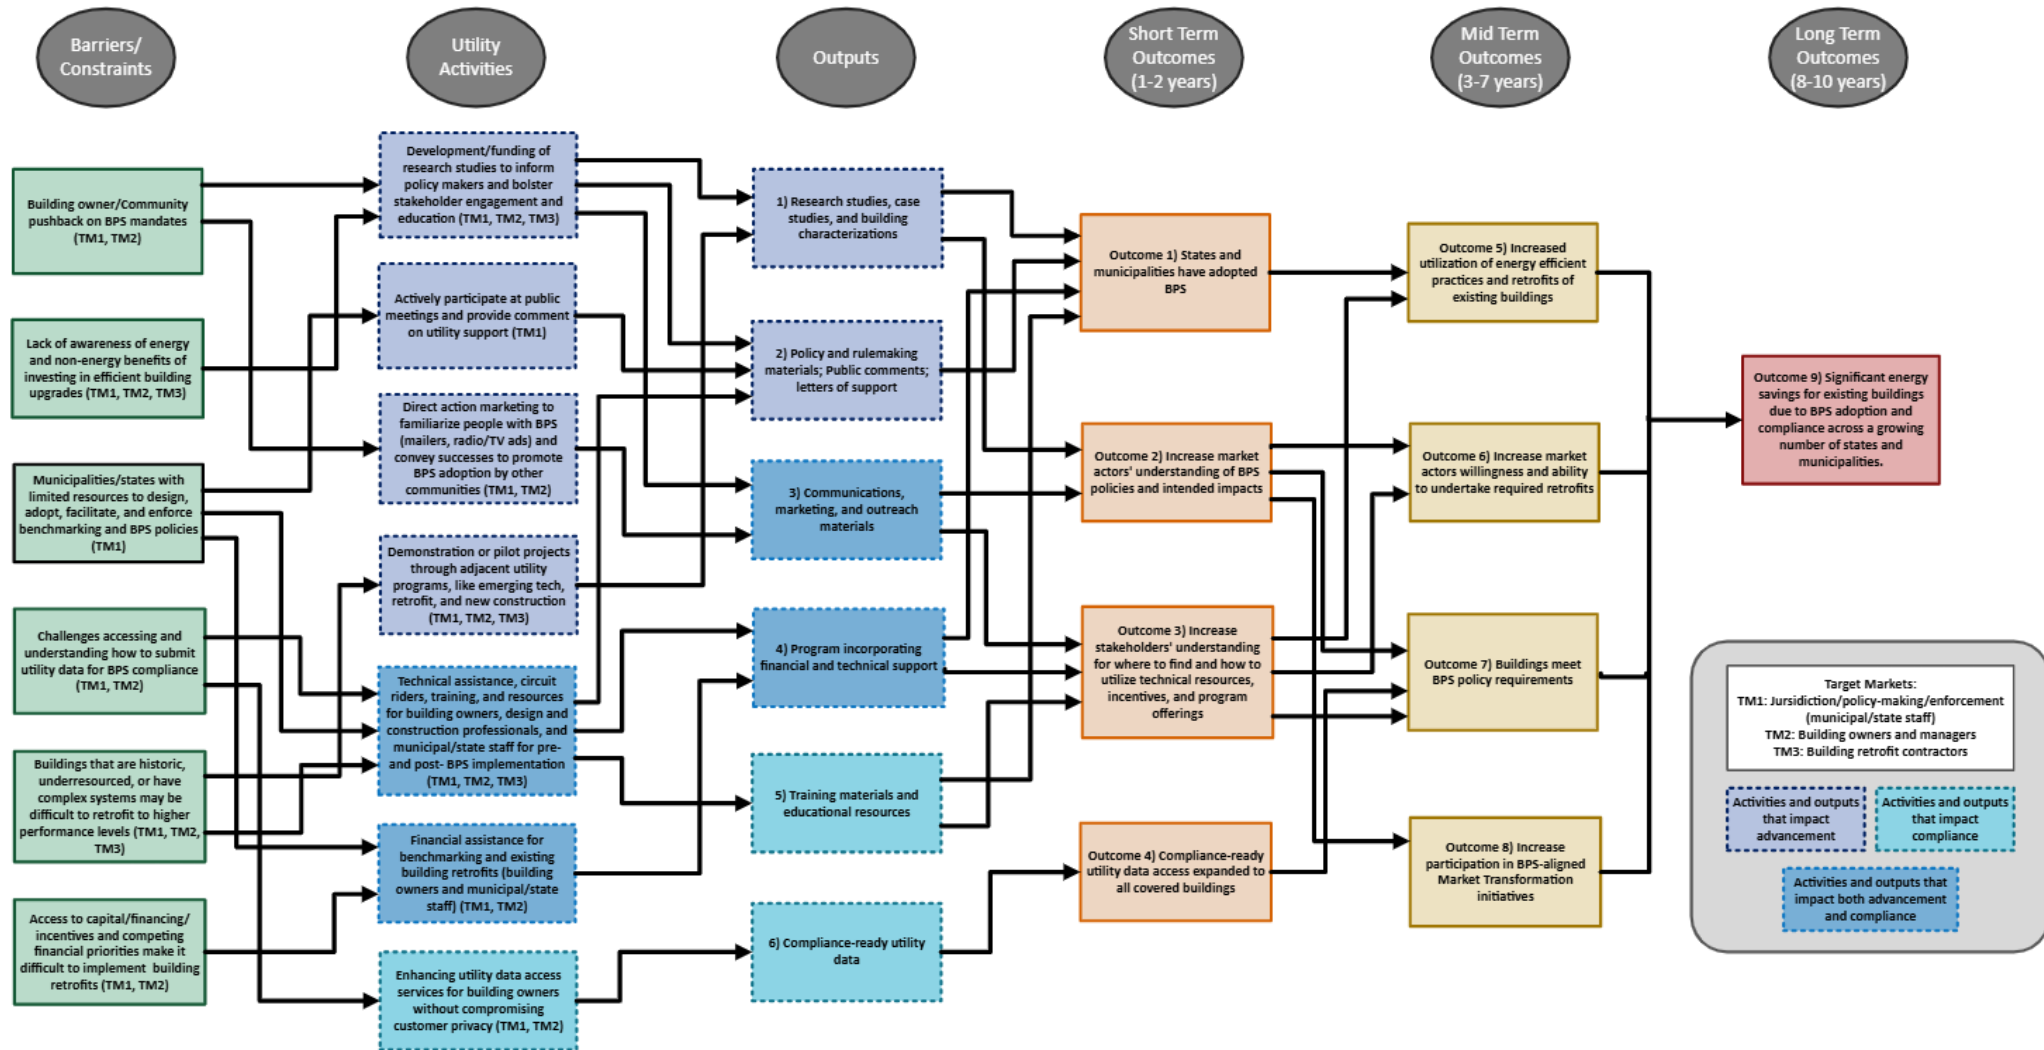 Barriers/
Constraints
Utility
Activities
Outputs
Short Term
Outcomes
(1-2 years)
Mid Term
Outcomes
(3-7 years)
Long Term
Outcomes
(8-10 years)
Building owner/Community
pushback on BPS mandates
(TM1, TM2)
Lack of awareness of energy
and non-energy benefits of
investing in efficient building
upgrades (TM1, TM2, TM3)
Municipalities/states with
limited resources to design,
adopt, facilitate, and enforce
benchmarking and BPS policies
(TM1)
Challenges accessing and
understanding how to submit
utility data for BPS compliance
(TM1, TM2)
Buildings that are historic,
underresourced, or have
complex systems may be
difficult to retrofit to higher
performance levels (TM1, TM2,
TM3)
Access to capital/financing/
incentives and competing
financial priorities make it
difficult to implement building
retrofits (TM1, TM2)
Development/funding of
research studies to inform
policy makers and bolster
stakeholder engagement and
education (TM1, TM2, TM3)
Actively participate at public
meetings and provide comment
on utility support (TM1)
Direct action marketing to
familiarize people with BPS
(mailers, radio/TV ads) and
convey successes to promote
BPS adoption by other
communities (TM1, TM2)
Demonstration or pilot projects
through adjacent utility
programs, like emerging tech,
retrofit, and new construction
(TM1, TM2, TM3)
Technical assistance, circuit
riders, training, and resources
for building owners, design and
construction professionals, and
municipal/state staff for pre-
and post- BPS implementation
(TM1, TM2, TM3)
Financial assistance for
benchmarking and existing
building retrofits (building
owners and municipal/state
staff) (TM1, TM2)
Enhancing utility data access
services for building owners
without compromising
customer privacy (TM1, TM2)
1) Research studies, case
studies, and building
characterizations
2) Policy and rulemaking
materials; Public comments;
letters of support
3) Communications,
marketing, and outreach
materials
4) Program incorporating
financial and technical support
5) Training materials and
educational resources
6) Compliance-ready utility
data
Outcome 1) States and
municipalities have adopted
BPS
Outcome 2) Increase market
actors' understanding of BPS
policies and intended impacts
Outcome 3) Increase
stakeholders' understanding
for where to find and how to
utilize technical resources,
incentives, and program
offerings
Outcome 4) Compliance-ready
utility data access expanded to
all covered buildings
Outcome 5) Increased
utilization of energy efficient
practices and retrofits of
existing buildings
Outcome 6) Increase market
actors willingness and ability
to undertake required retrofits
Outcome 7) Buildings meet
BPS policy requirements
Outcome 8) Increase
participation in BPS-aligned
Market Transformation
initiatives
Outcome 9) Significant energy
savings for existing buildings
due to BPS adoption and
compliance across a growing
number of states and
municipalities.
Target Markets:
TM1: Jursidiction/policy-making/enforcement
(municipal/state staff)
TM2: Building owners and managers
TM3: Building retrofit contractors
Activities and outputs
that impact
advancement
Activities and outputs
that impact
compliance
Activities and outputs that
impact both advancement
and compliance